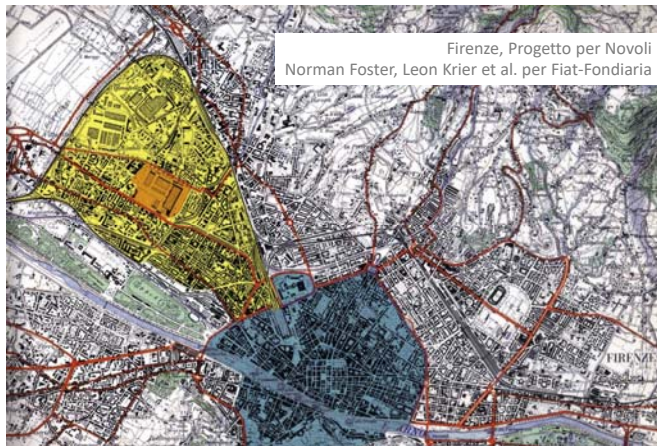 Firenze, Progetto per Novoli
Norman Foster, Leon Krier et al. per Fiat-Fondiaria
FIRENZE